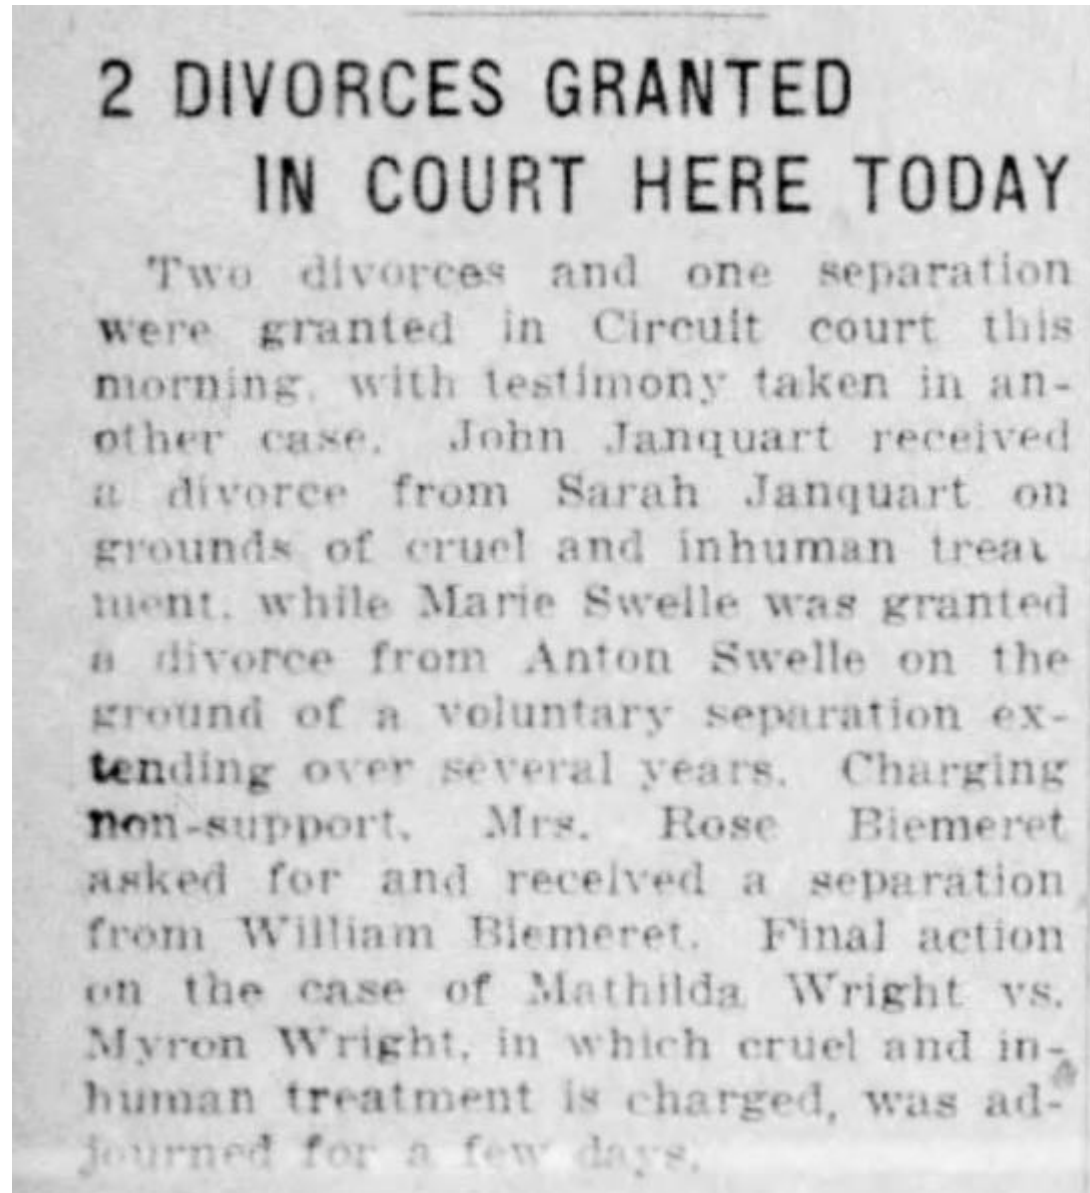 2 DIVORCES GRANTED
IN COURT HERE TODAY
Two divorces and one separation
were granted in Circuit court this
morning, with testimony taken in an-
other case. John Janquart received
a divorce from Sarah Janquart on
grounds of cruel and inhuman treat
ment, while Marie Swelle was granted
a divorce from Anton Swelle on the
ground of a voluntary separation ex-
tending over several years. Charging
non-support, Mrs. Rose Biemeret
asked for and received a separation
from William Biemeret. Final action
on the case of Mathilda Wright vs.
Myron Wright, in which cruel and in-
human treatment is charged, was ad-
journed for a few days.